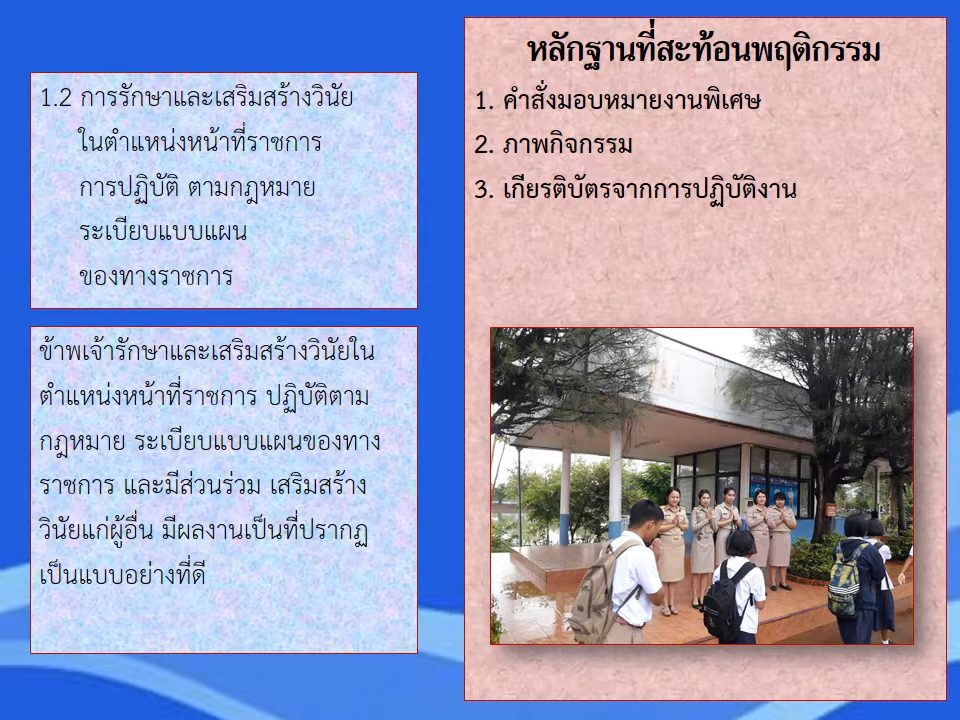 1.2 การรักษาและเสริมสร้างวินัย
ในตำแหน่งหน้าที่ราชการ
การปฏิบัติ ตามกฎหมาย
ระเบียบแบบแผน
ของทางราชการ
ข้าพเจ้ารักษาและเสริมสร้างวินัยใน
ตำแหน่งหน้าที่ราชการ ปฏิบัติตาม
กฎหมาย ระเบียบแบบแผนของทาง
ราชการ และมีส่วนร่วม เสริมสร้าง
วินัยแก่ผู้อื่น มีผลงานเป็นที่ปรากฏ
เป็นแบบอย่างที่ดี
หลักฐานที่สะท้อนพฤติกรรม
1. คำสั่งมอบหมายงานพิเศษ
2. ภาพกิจกรรม
3. เกียรติบัตรจากการปฏิบัติงาน